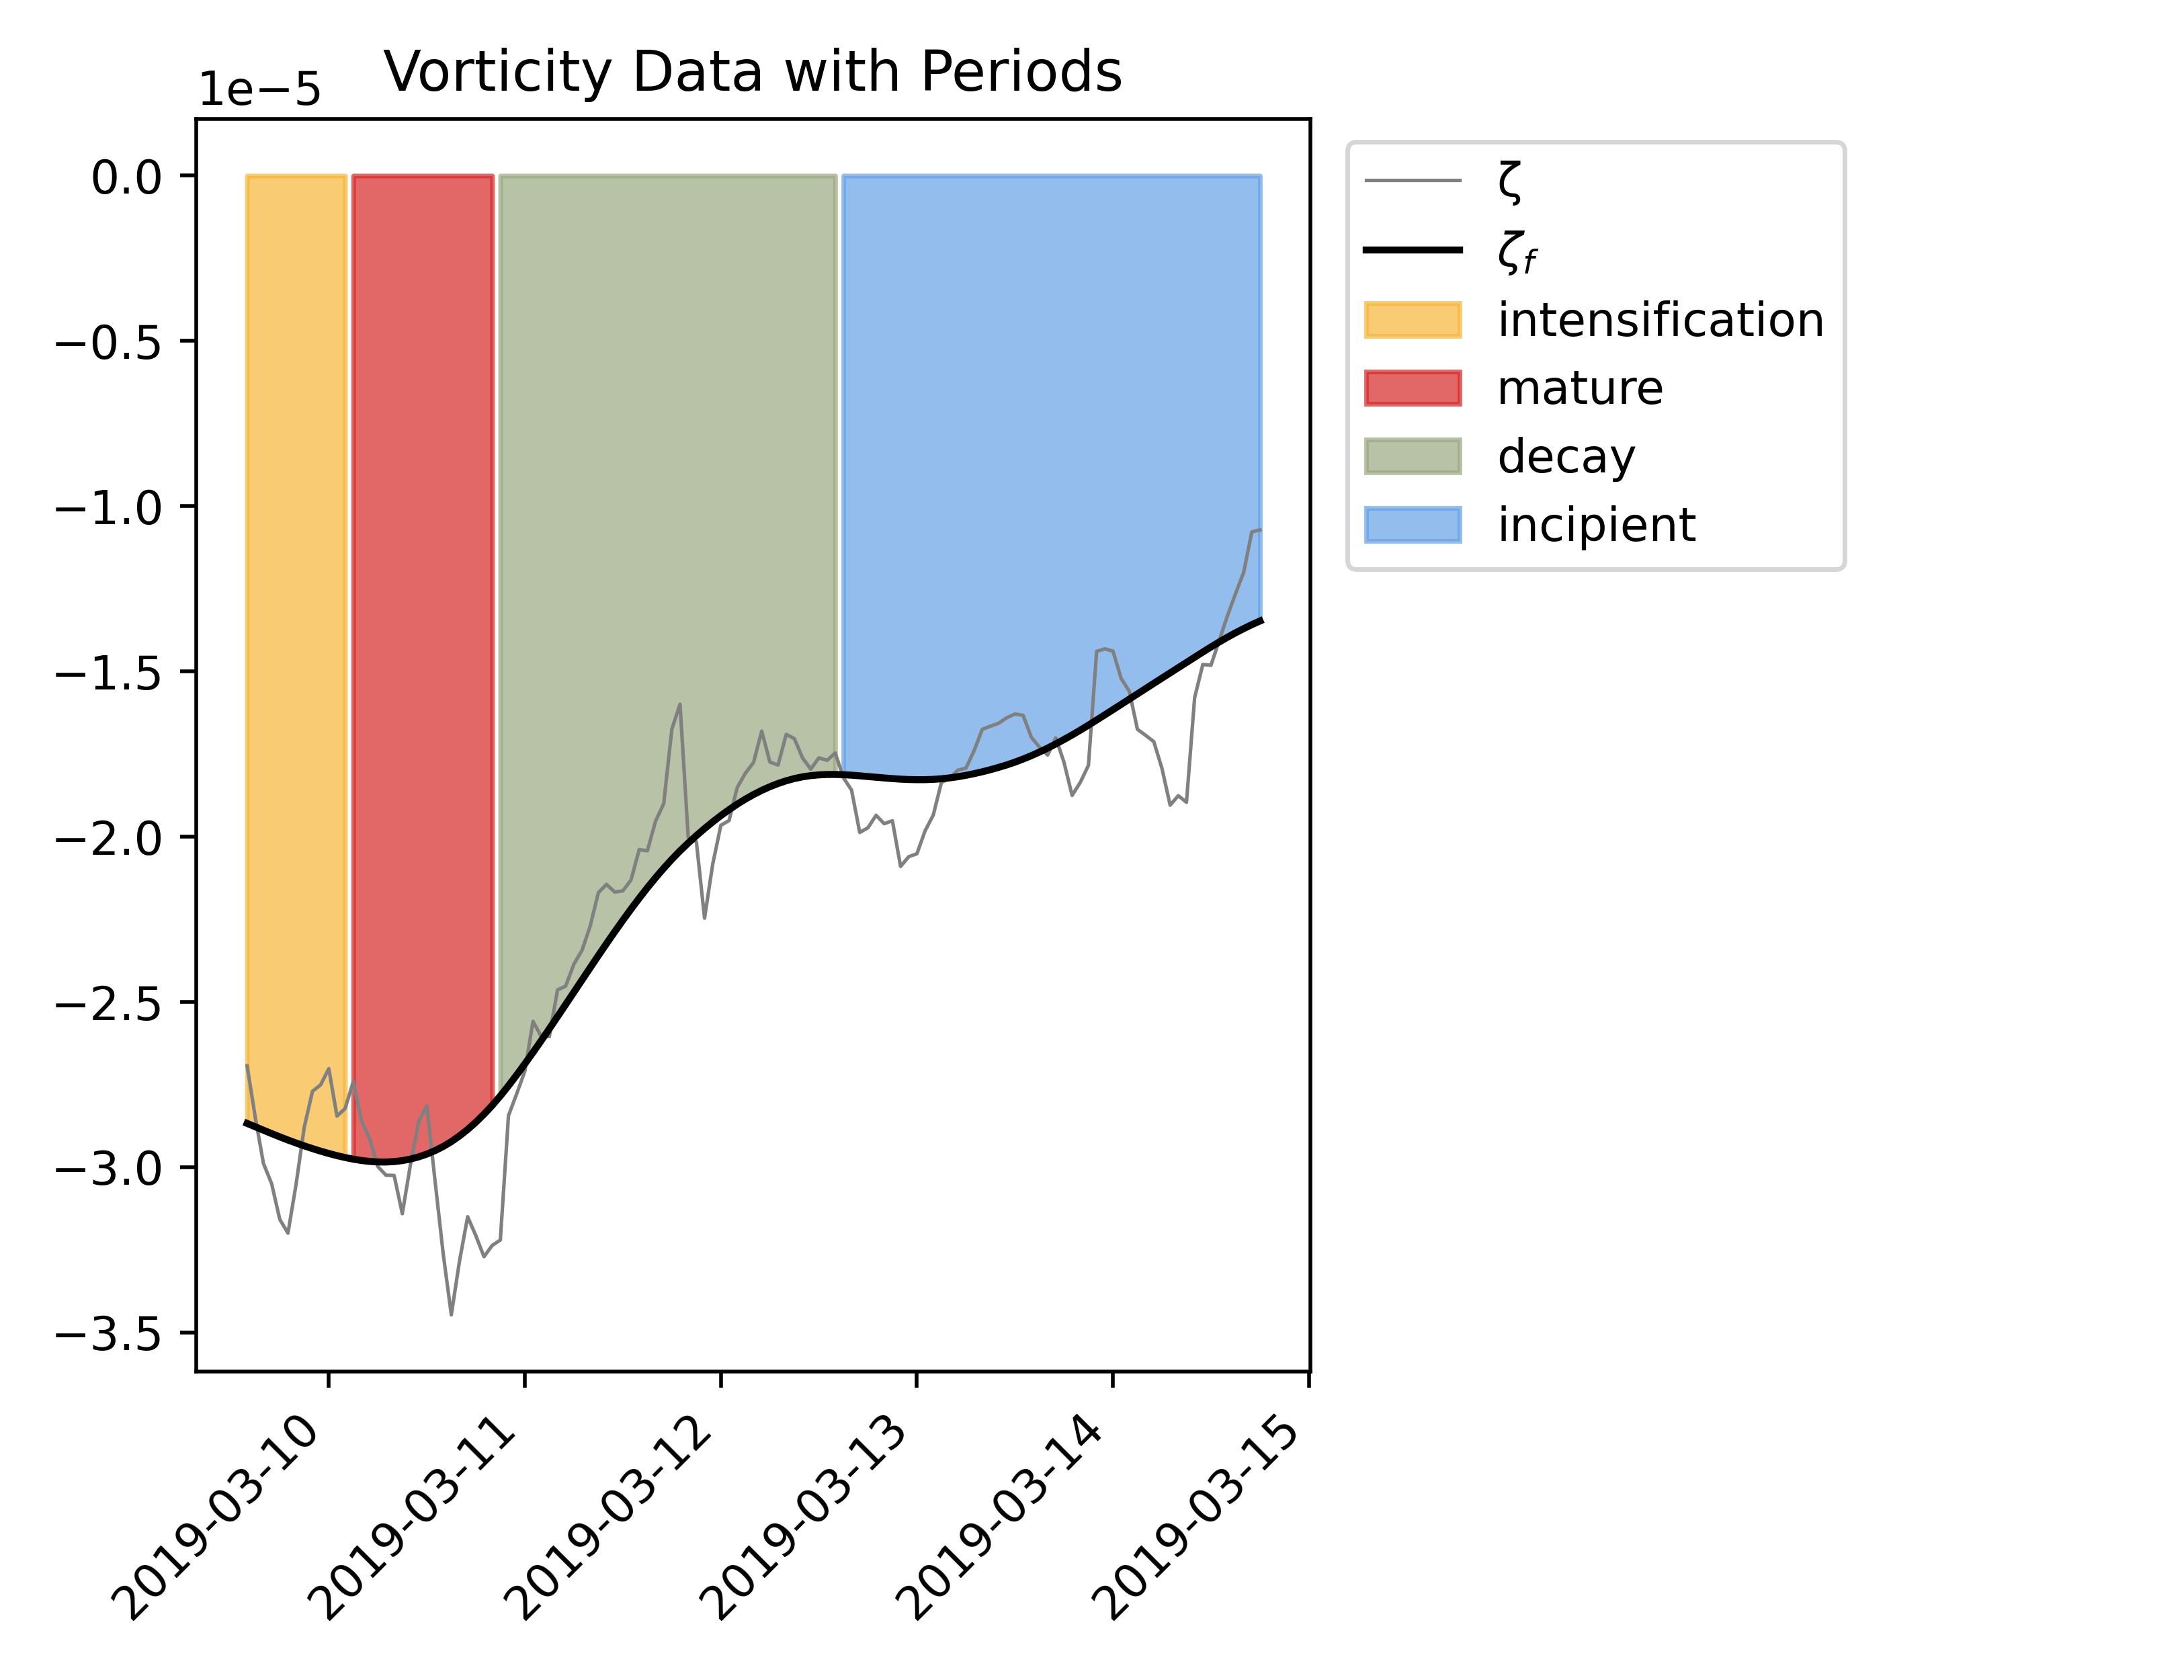 Vorticity Data with Periods
1e−5
0.0
−0.5
−1.0
−1.5
−2.0
−2.5
−3.0
−3.5
2019-03-10
2019-03-11
2019-03-12
2019-03-13
2019-03-14
2019-03-15
ζ
ζf
intensification
mature
decay
incipient